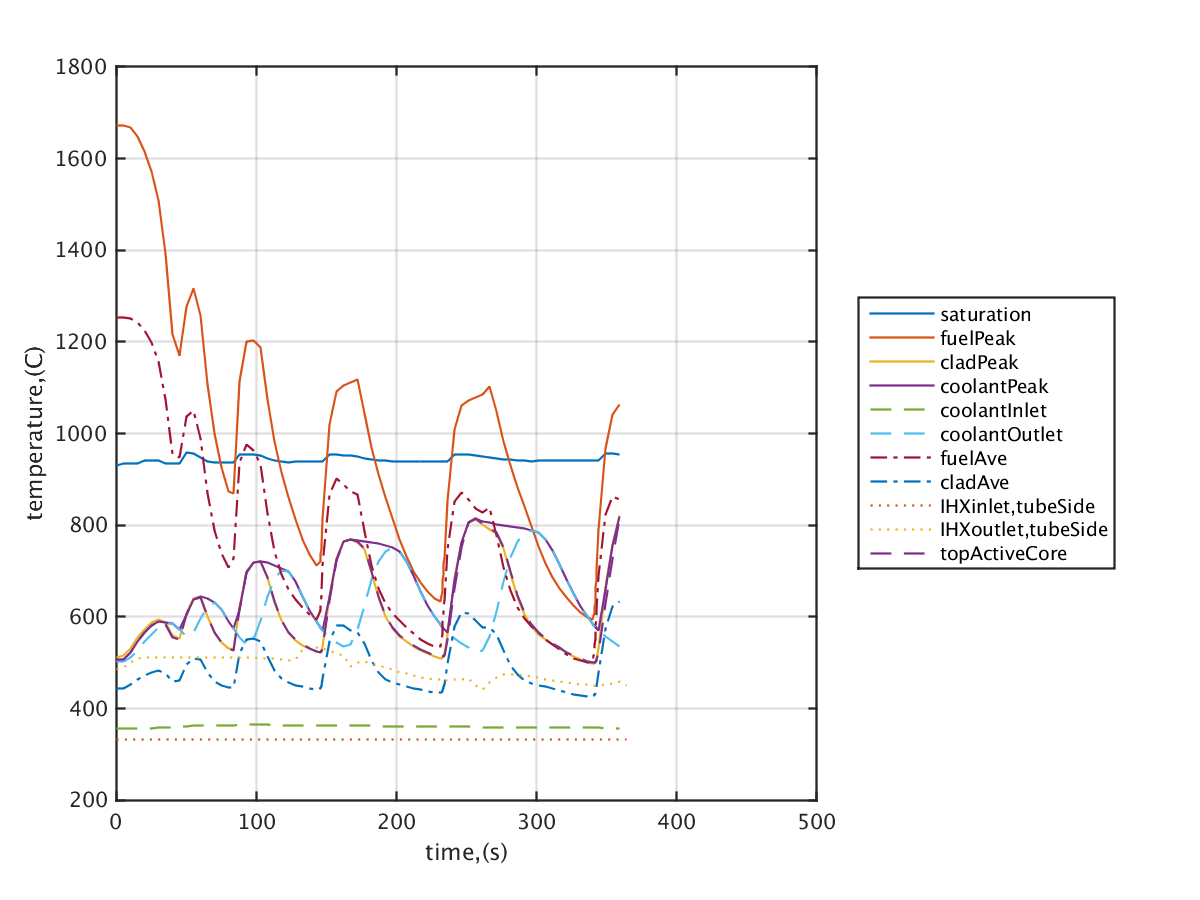 1800
1600
1400
1200
1000
800
600
400
200
temperature,(C)
0 100 200 300 400 500
time,(s)
saturation
fuelPeak
cladPeak
coolantPeak
coolantInlet
coolantOutlet
fuelAve
cladAve
IHXinlet,tubeSide
IHXoutlet,tubeSide
topActiveCore